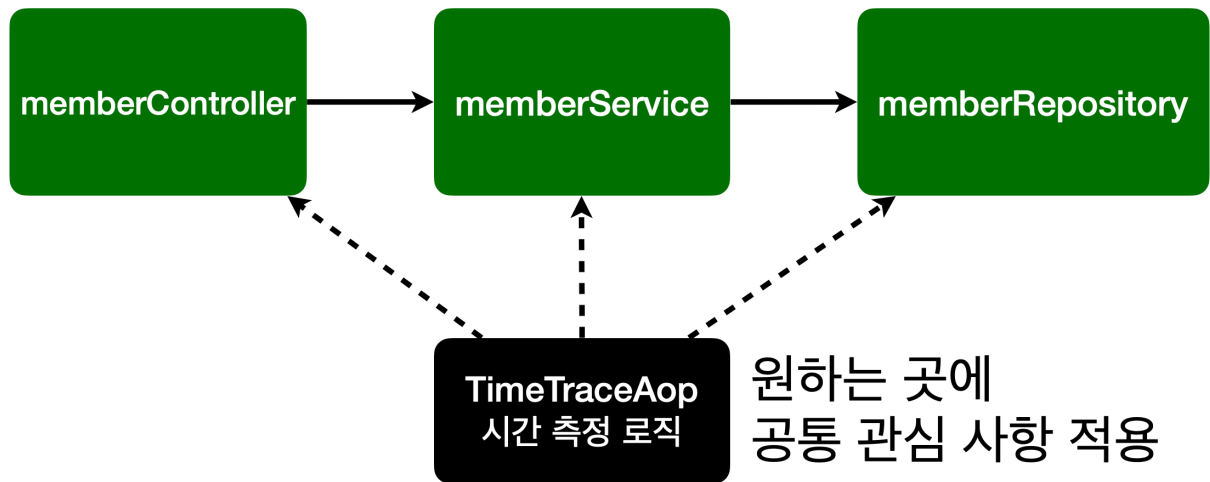 memberController
memberService
memberRepository
TimeTraceAop
시간 측정 로직
원하는 곳에
공통 관심 사항 적용